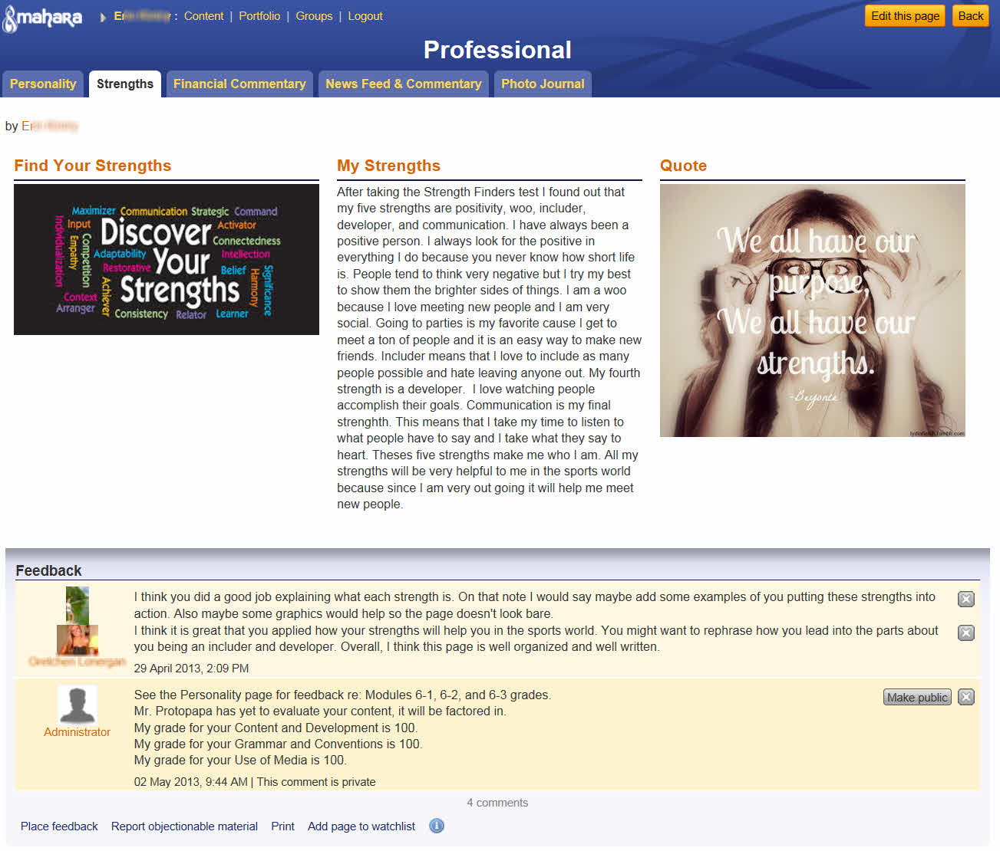 mahara
Content | Portfolio | Groups | Logout
Edit this page
Back
Professional
Personality
Strengths
Financial Commentary
News Feed & Commentary
Photo Journal
by
Find Your Strengths
Maximizer Communication Strategic Command
Individualization
Input
Discover
Activator
Empathy
Competition
Connectedness
Adaptability
Your
Intellection
Restorative
Belief
Harmony
Significance
Context
Achiever
Strengths
Arranger
Consistency Relator Learner
My Strengths
After taking the Strength Finders test I found out that
my five strengths are positivity, woo, includer,
developer, and communication. I have always been a
positive person. I always look for the positive in
everything I do because you never know how short life
is. People tend to think very negative but I try my best
to show them the brighter sides of things. I am a woo
because I love meeting new people and I am very
social. Going to parties is my favorite cause I get to
meet a ton of people and it is an easy way to make new
friends. Includer means that I love to include as many
people possible and hate leaving anyone out. My fourth
strength is a developer.  I love watching people
accomplish their goals. Communication is my final
strenghth. This means that I take my time to listen to
what people have to say and I take what they say to
heart. Theses five strengths make me who I am. All my
strengths will be very helpful to me in the sports world
because since I am very out going it will help me meet
new people.
Quote
We all have our
purpose,
We all have our
strengths.
-Beyonce
Feedback
I think you did a good job explaining what each strength is. On that note I would say maybe add some examples of you putting these strengths into
action. Also maybe some graphics would help so the page doesn't look bare.
I think it is great that you applied how your strengths will help you in the sports world. You might want to rephrase how you lead into the parts about
you being an includer and developer. Overall, I think this page is well organized and well written.
29 April 2013, 2:09 PM
Administrator
See the Personality page for feedback re: Modules 6-1, 6-2, and 6-3 grades.
Mr. Protopapa has yet to evaluate your content, it will be factored in.
My grade for your Content and Development is 100.
My grade for your Grammar and Conventions is 100.
My grade for your Use of Media is 100.
02 May 2013, 9:44 AM | This comment is private
Make public
4 comments
Place feedback
Report objectionable material
Print
Add page to watchlist